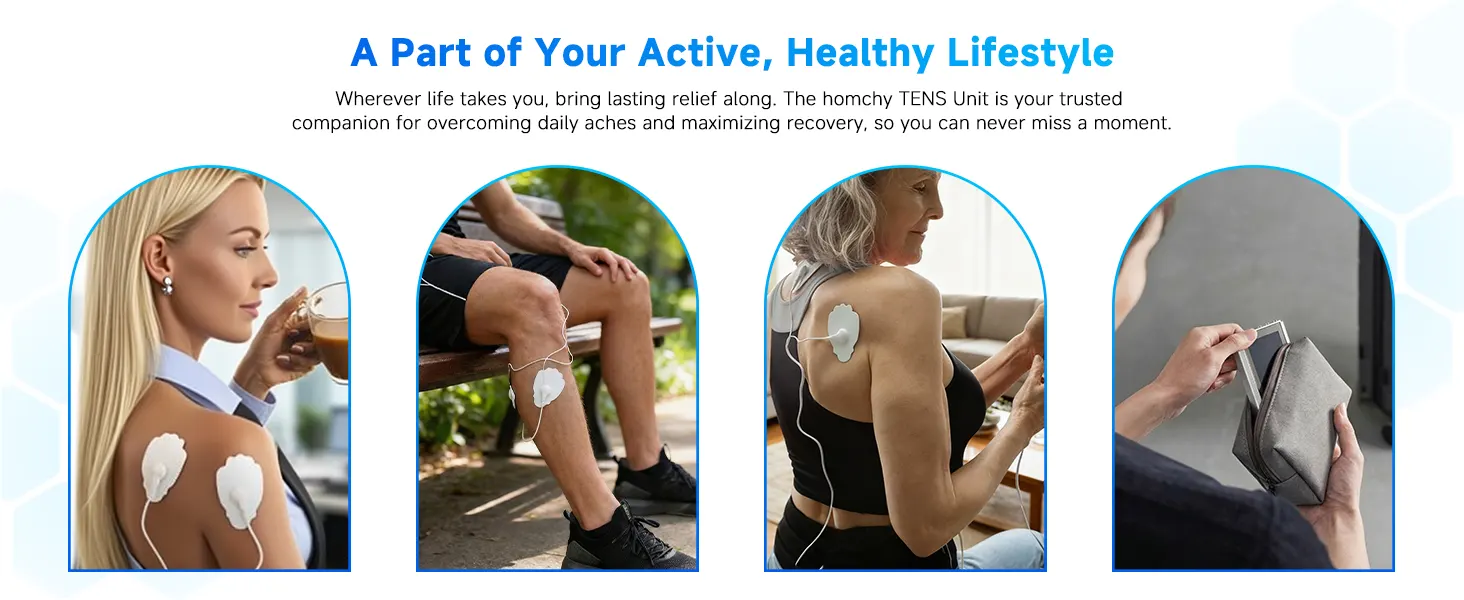 A Part of Your Active, Healthy Lifestyle
Wherever life takes you, bring lasting relief along. The homchy TENS Unit is your trusted
companion for overcoming daily aches and maximizing recovery, so you can never miss a moment.